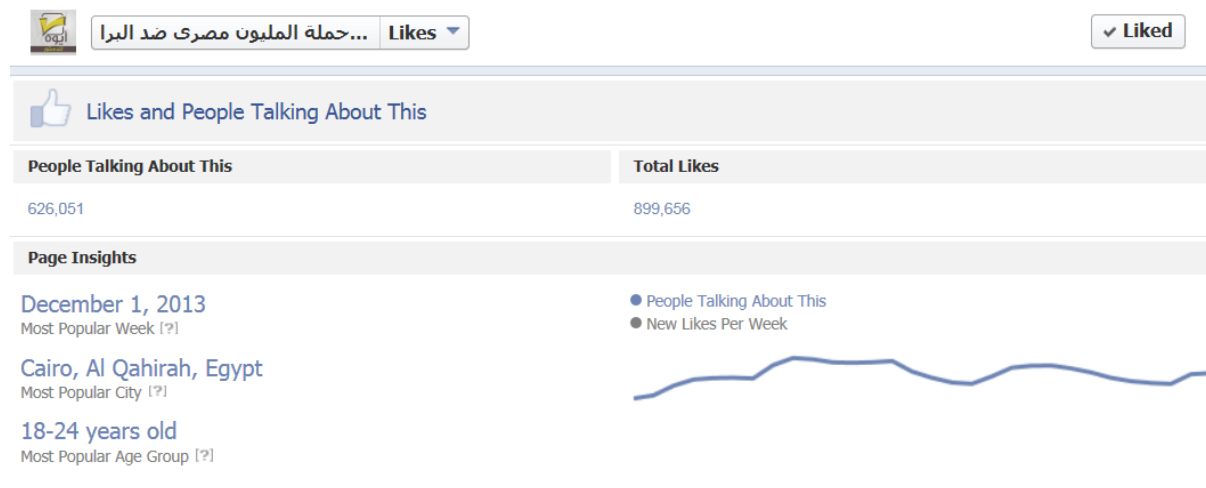 أيوه
حملة المليون مصرى ضد البرا... Likes
Liked
Likes and People Talking About This
People Talking About This
Total Likes
626,051
899,656
Page Insights
December 1, 2013
Most Popular Week [?]
People Talking About This
New Likes Per Week
Cairo, Al Qahirah, Egypt
Most Popular City [?]
18-24 years old
Most Popular Age Group [?]